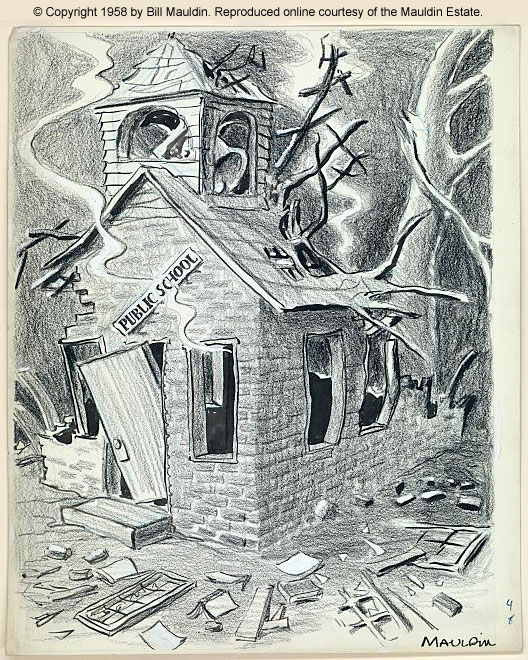 © Copyright 1958 by Bill Mauldin. Reproduced online courtesy of the Mauldin Estate.
PUBLIC SCHOOL
MAULDIN